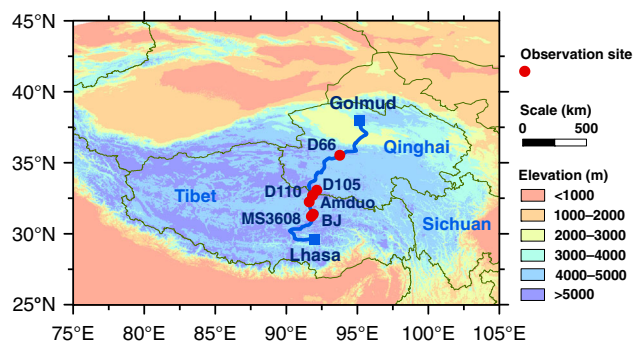 45°N
40°N
35°N
30°N
25°N
75°E
80°E
85°E
90°E
95°E
100°E
105°E
Golmud
D66
Qinghai
D110
D105
Tibet
Amduo
MS3608
BJ
Sichuan
Lhasa
Observation site
Scale (km)
0 500
Elevation (m)
<1000
1000–2000
2000–3000
3000–4000
4000–5000
>5000